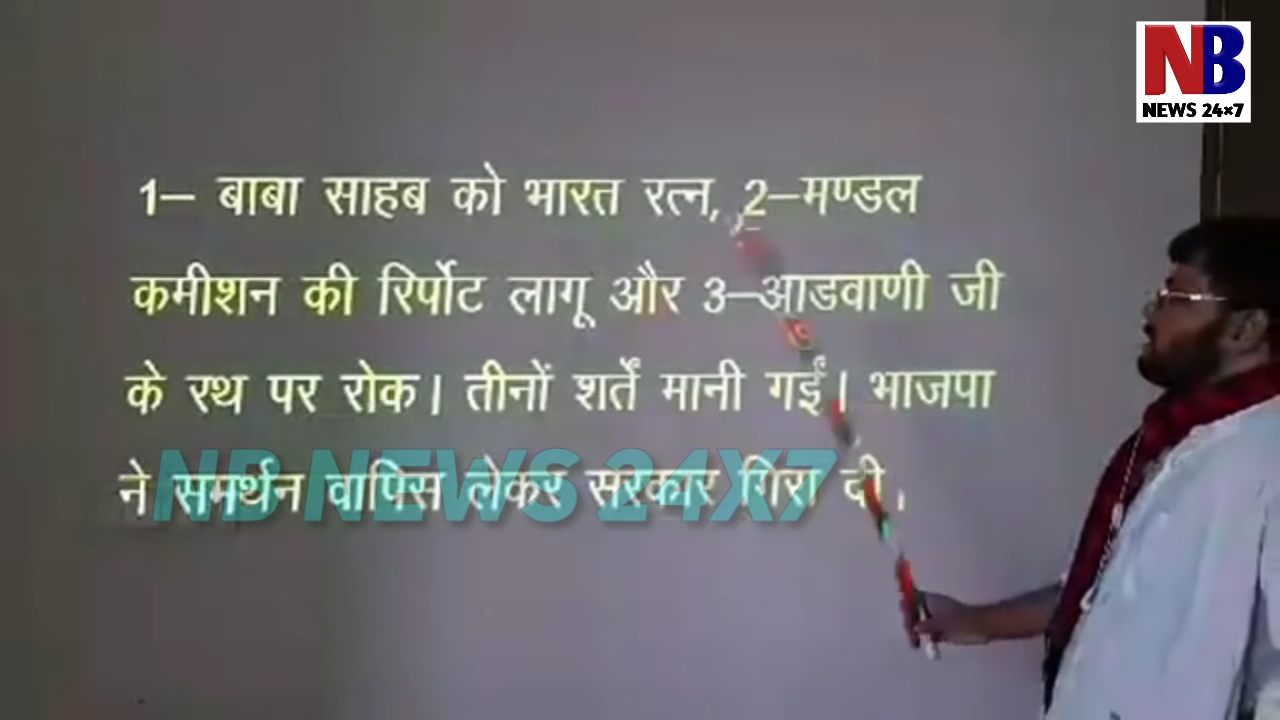 NB
NEWS 24×7
1– बाबा साहब को भारत रत्न, 2–मण्डल
कमीशन की रिर्पोट लागू और 3–आडवाणी जी
के रथ पर रोक। तीनों शर्तें मानी गईं। भाजपा
ने समर्थन वापिस लेकर सरकार गिरा दी।
NB NEWS 24X7